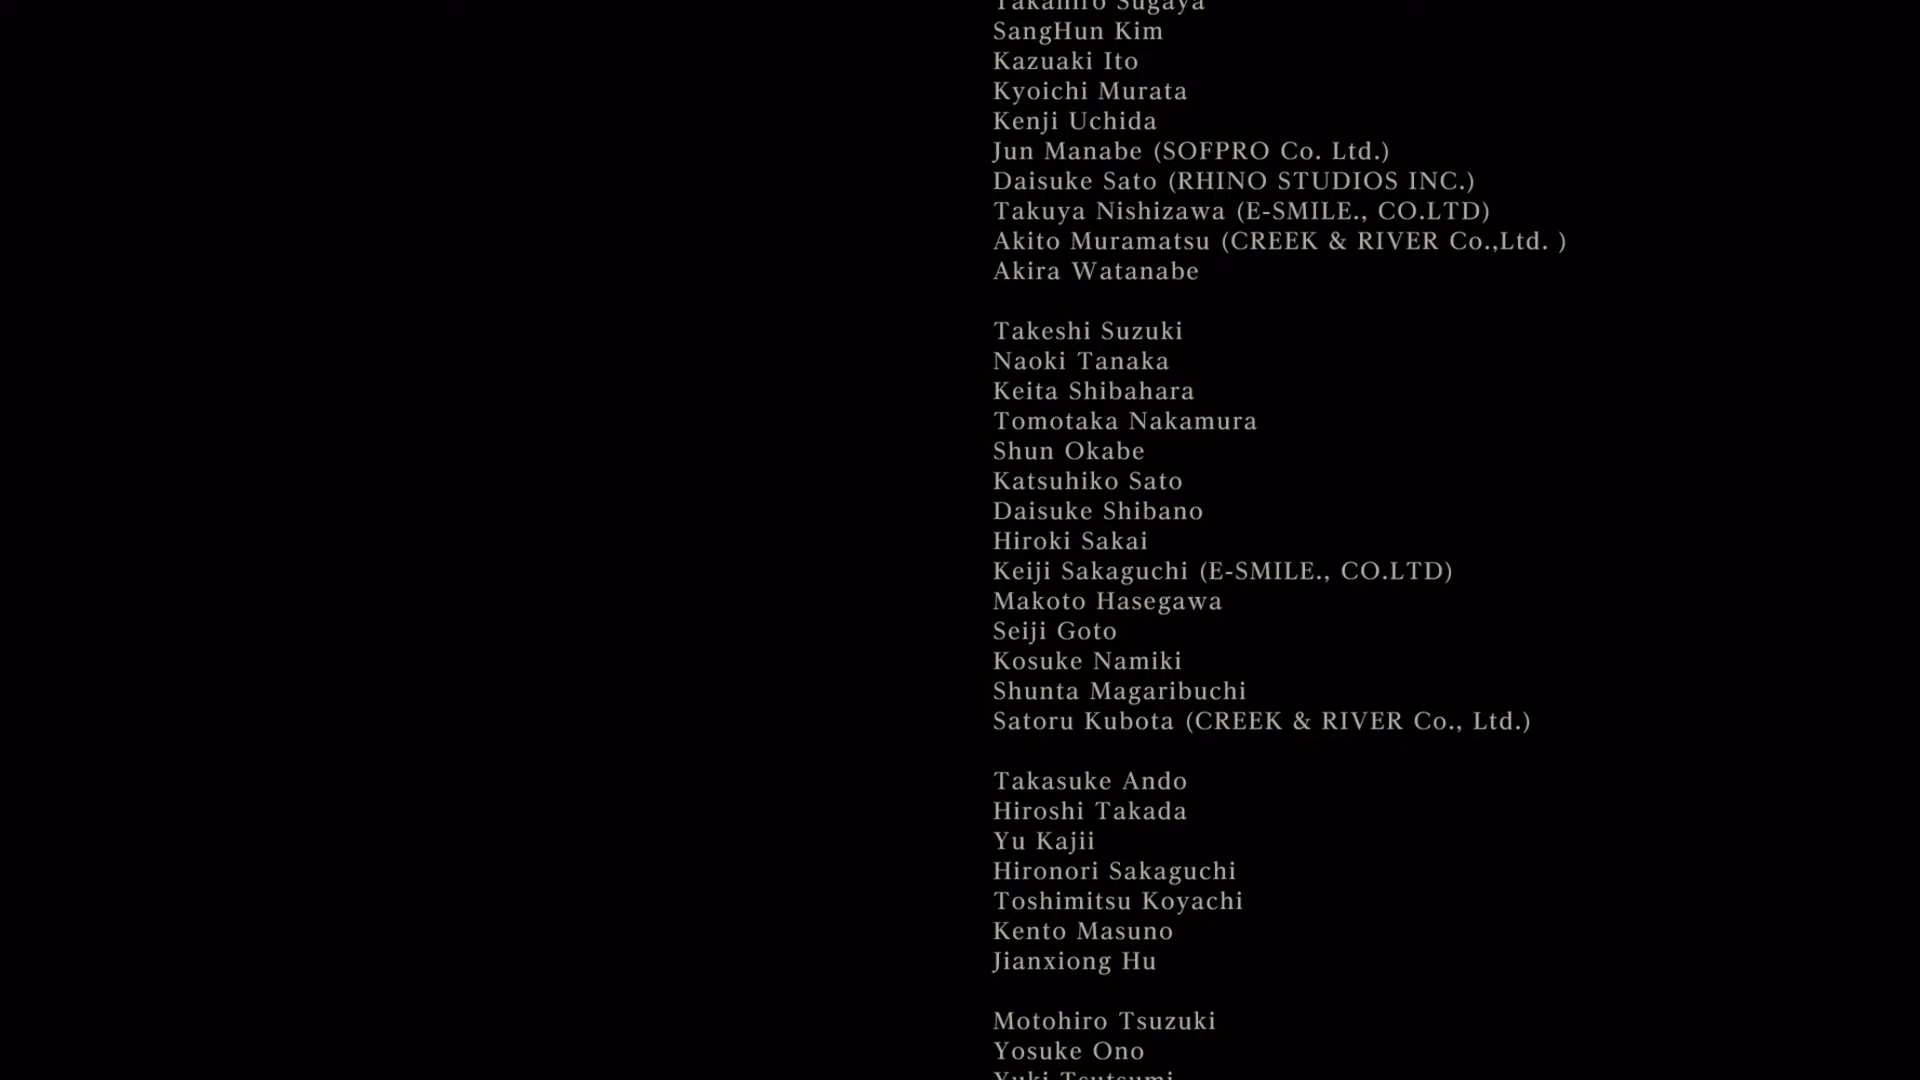 Takahiro Sugaya
SangHun Kim
Kazuaki Ito
Kyoichi Murata
Kenji Uchida
Jun Manabe (SOFPRO Co. Ltd.)
Daisuke Sato (RHINO STUDIOS INC.)
Takuya Nishizawa (E-SMILE., CO.LTD)
Akito Muramatsu (CREEK & RIVER Co.,Ltd. )
Akira Watanabe
Takeshi Suzuki
Naoki Tanaka
Keita Shibahara
Tomotaka Nakamura
Shun Okabe
Katsuhiko Sato
Daisuke Shibano
Hiroki Sakai
Keiji Sakaguchi (E-SMILE., CO.LTD)
Makoto Hasegawa
Seiji Goto
Kosuke Namiki
Shunta Magaribuchi
Satoru Kubota (CREEK & RIVER Co., Ltd.)
Takasuke Ando
Hiroshi Takada
Yu Kajii
Hironori Sakaguchi
Toshimitsu Koyachi
Kento Masuno
Jianxiong Hu
Motohiro Tsuzuki
Yosuke Ono
Yuki Tsutsumi